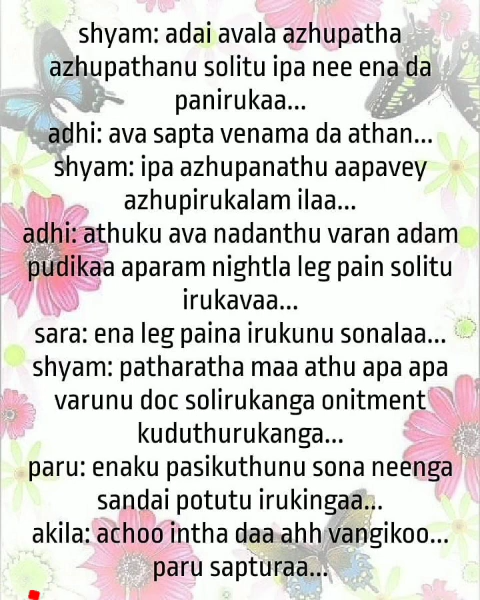 shyam: adai avala azhupatha
azhupathanu solitu ipa nee ena da
panirukaa...
adhi: ava sapta venama da athan...
shyam: ipa azhupanathu aapavey
azhupirukalam ilaa...
adhi: athuku ava nadanthu varan adam
pudikaa aparam nightla leg pain solitu
irukavaa...
sara: ena leg paina irukunu sonalaa...
shyam: patharatha maa athu apa apa
varunu doc solirukanga onitment
kuduthurukanga...
paru: enaku pasikuthunu sona neenga
sandai potutu irukingaa...
akila: achoo intha daa ahh vangikoo...
paru sapturaa...